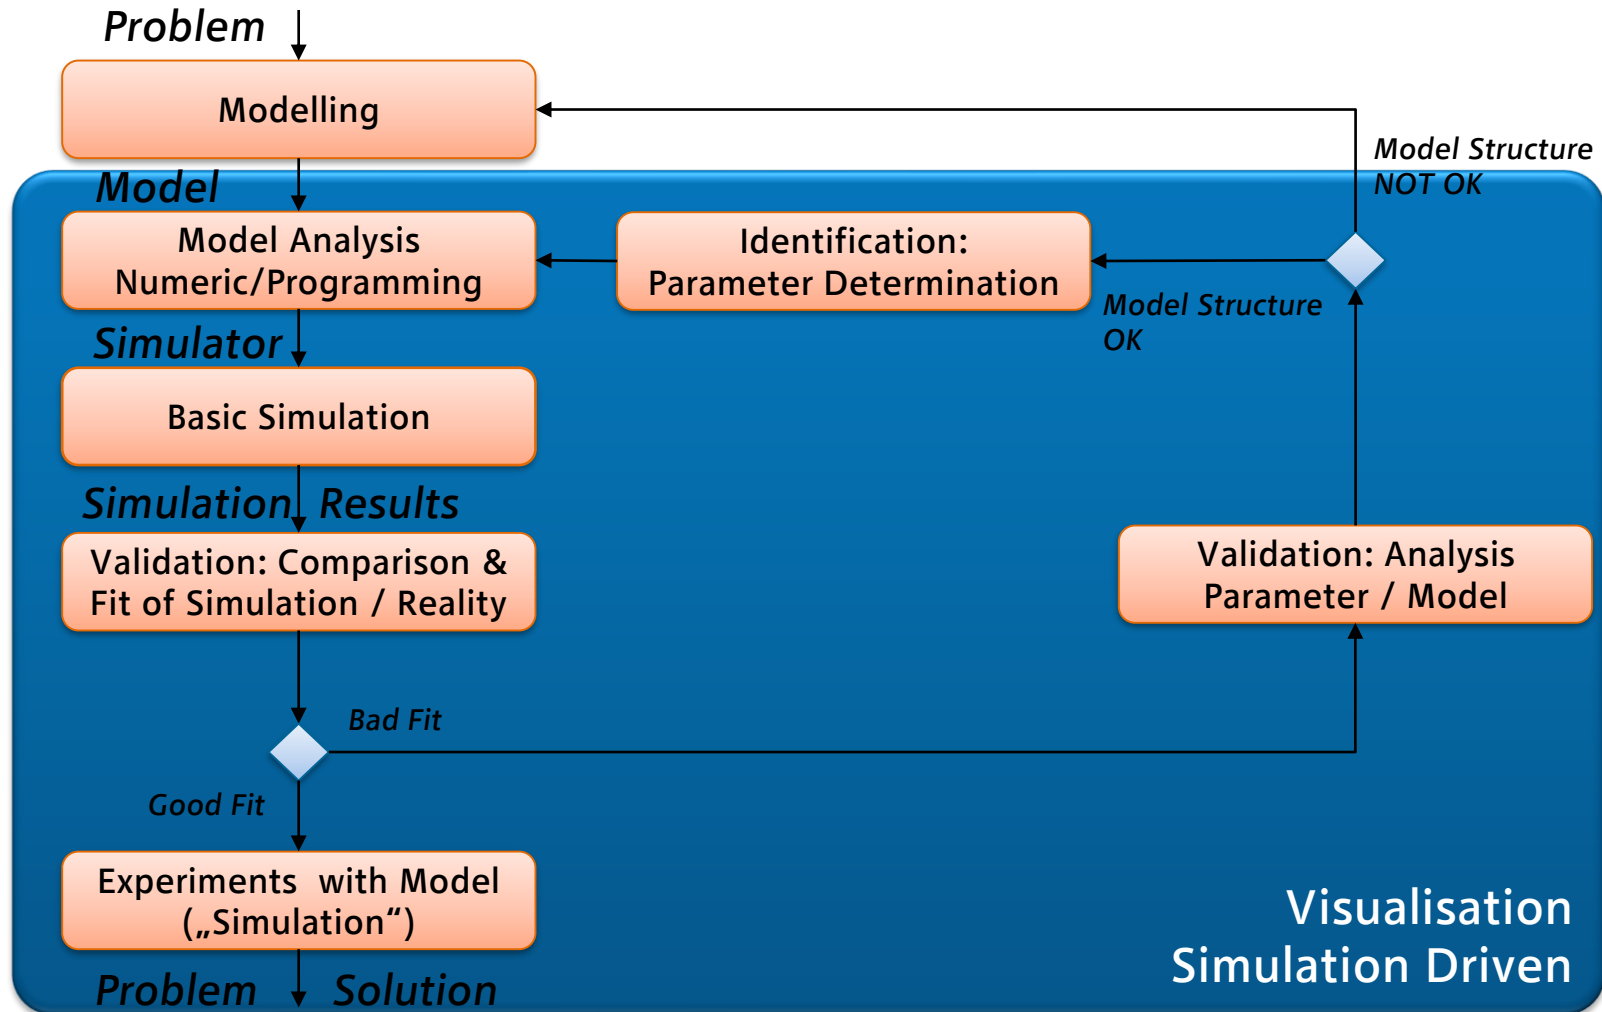 Problem
Modelling
Model Structure
NOT OK
Model
Model Analysis
Numeric/Programming
Identification:
Parameter Determination
Model Structure
OK
Simulator
Basic Simulation
Simulation Results
Validation: Comparison &
Fit of Simulation / Reality
Validation: Analysis
Parameter / Model
Bad Fit
Good Fit
Experiments with Model
(„Simulation“)
Visualisation
Simulation Driven
Problem Solution